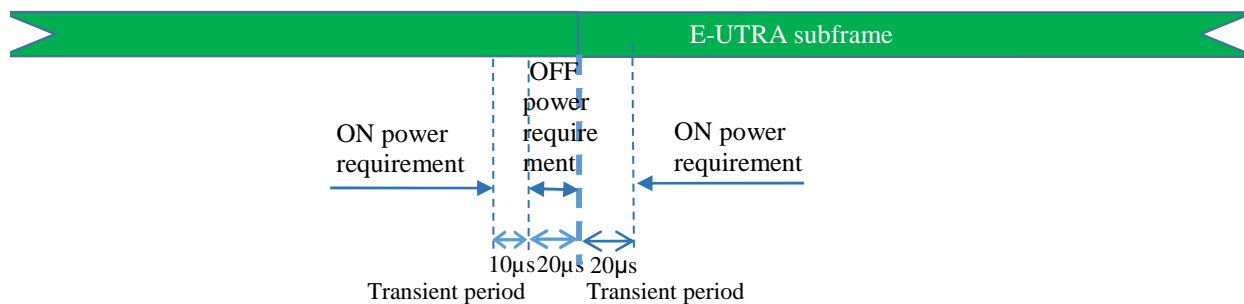 E-UTRA subframe
OFF
power
require
ment
ON power
requirement
ON power
requirement
10µs 20µs 20µs
Transient period
Transient period